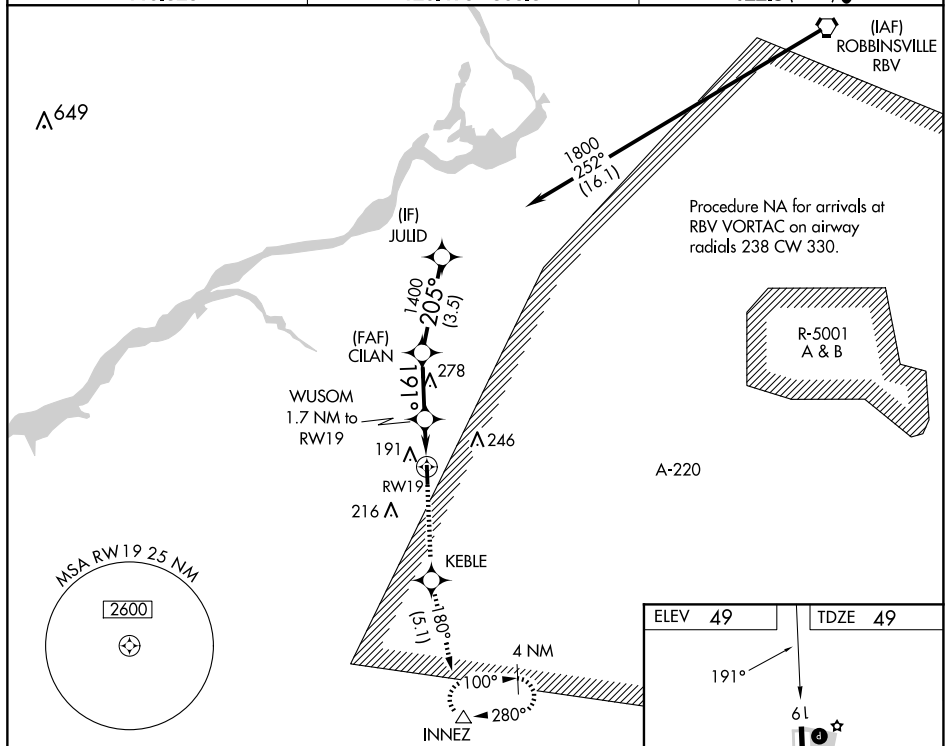 (IAF)
ROBBINSVILLE
RBV
649
1800
252°
(16.1)
Procedure NA for arrivals at
RBV VORTAC on airway
radials 238 CW 330.
(IF)
JULID
1400
205°
(3.5)
R-5001
A & B
(FAF)
CILAN
278
191°
WUSOM
1.7 NM to
RW19
246
191
RW19
A-220
216
KEBLE
MSA RW19 25 NM
2600
180°
(5.1)
4 NM
100°
280°
INNEZ
ELEV 49
TDZE 49
191°
19
P